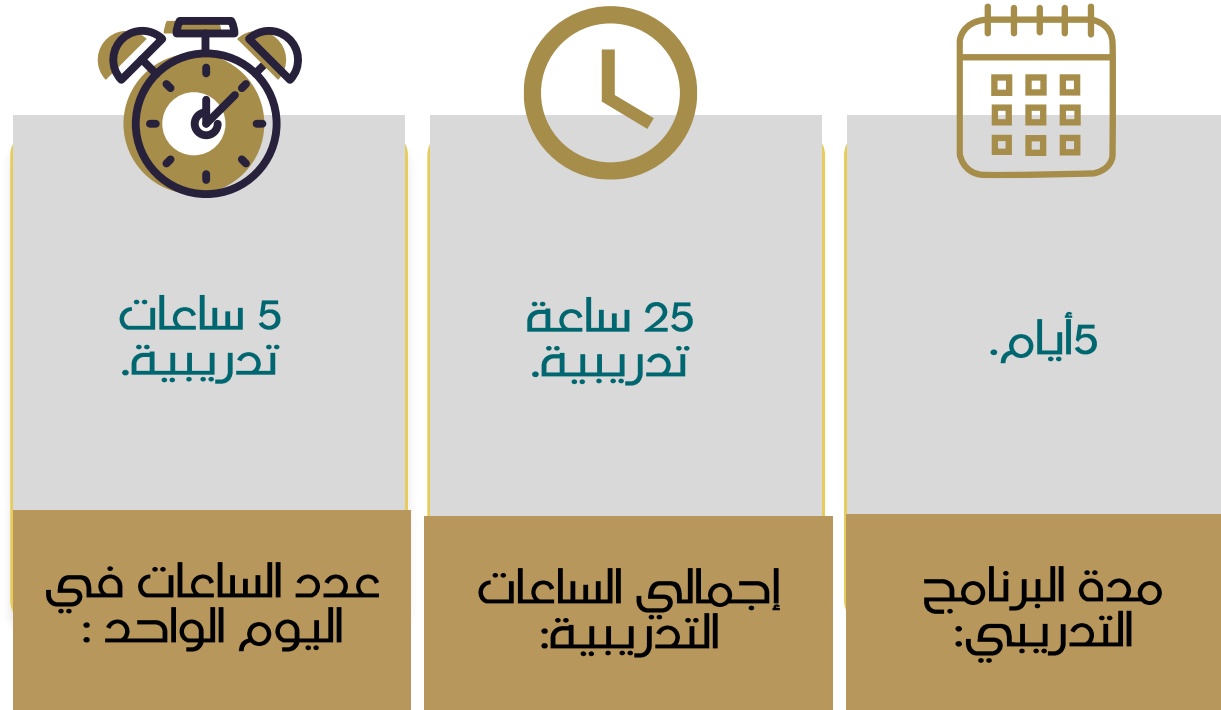 5أيام.
مدة البرنامج
التدريبي:
25 ساعة
تدريبية.
إجمالي الساعات
التدريبية:
5 ساعات
تدريبية.
عدد الساعات في
اليوم الواحد :